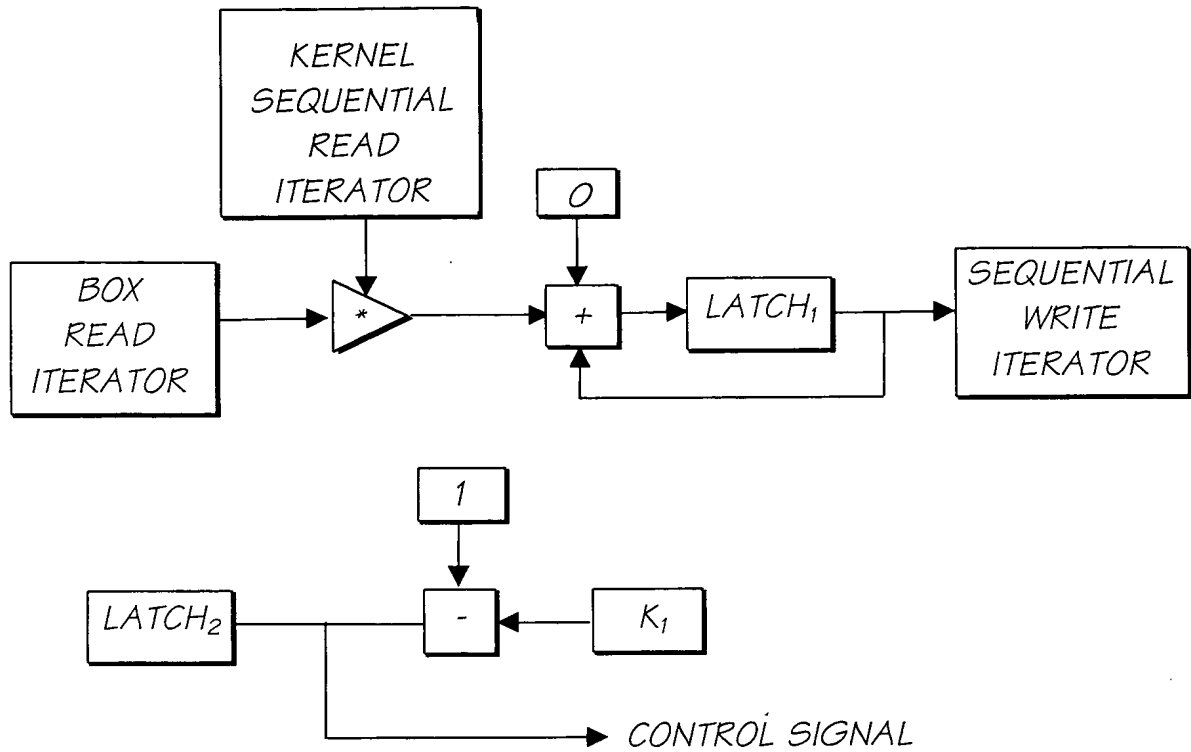 KERNEL
SEQUENTIAL
READ
ITERATOR
0
BOX
READ
ITERATOR
*
+
LATCH₁
SEQUENTIAL
WRITE
ITERATOR
1
LATCH₂
-
K₁
CONTROL SIGNAL